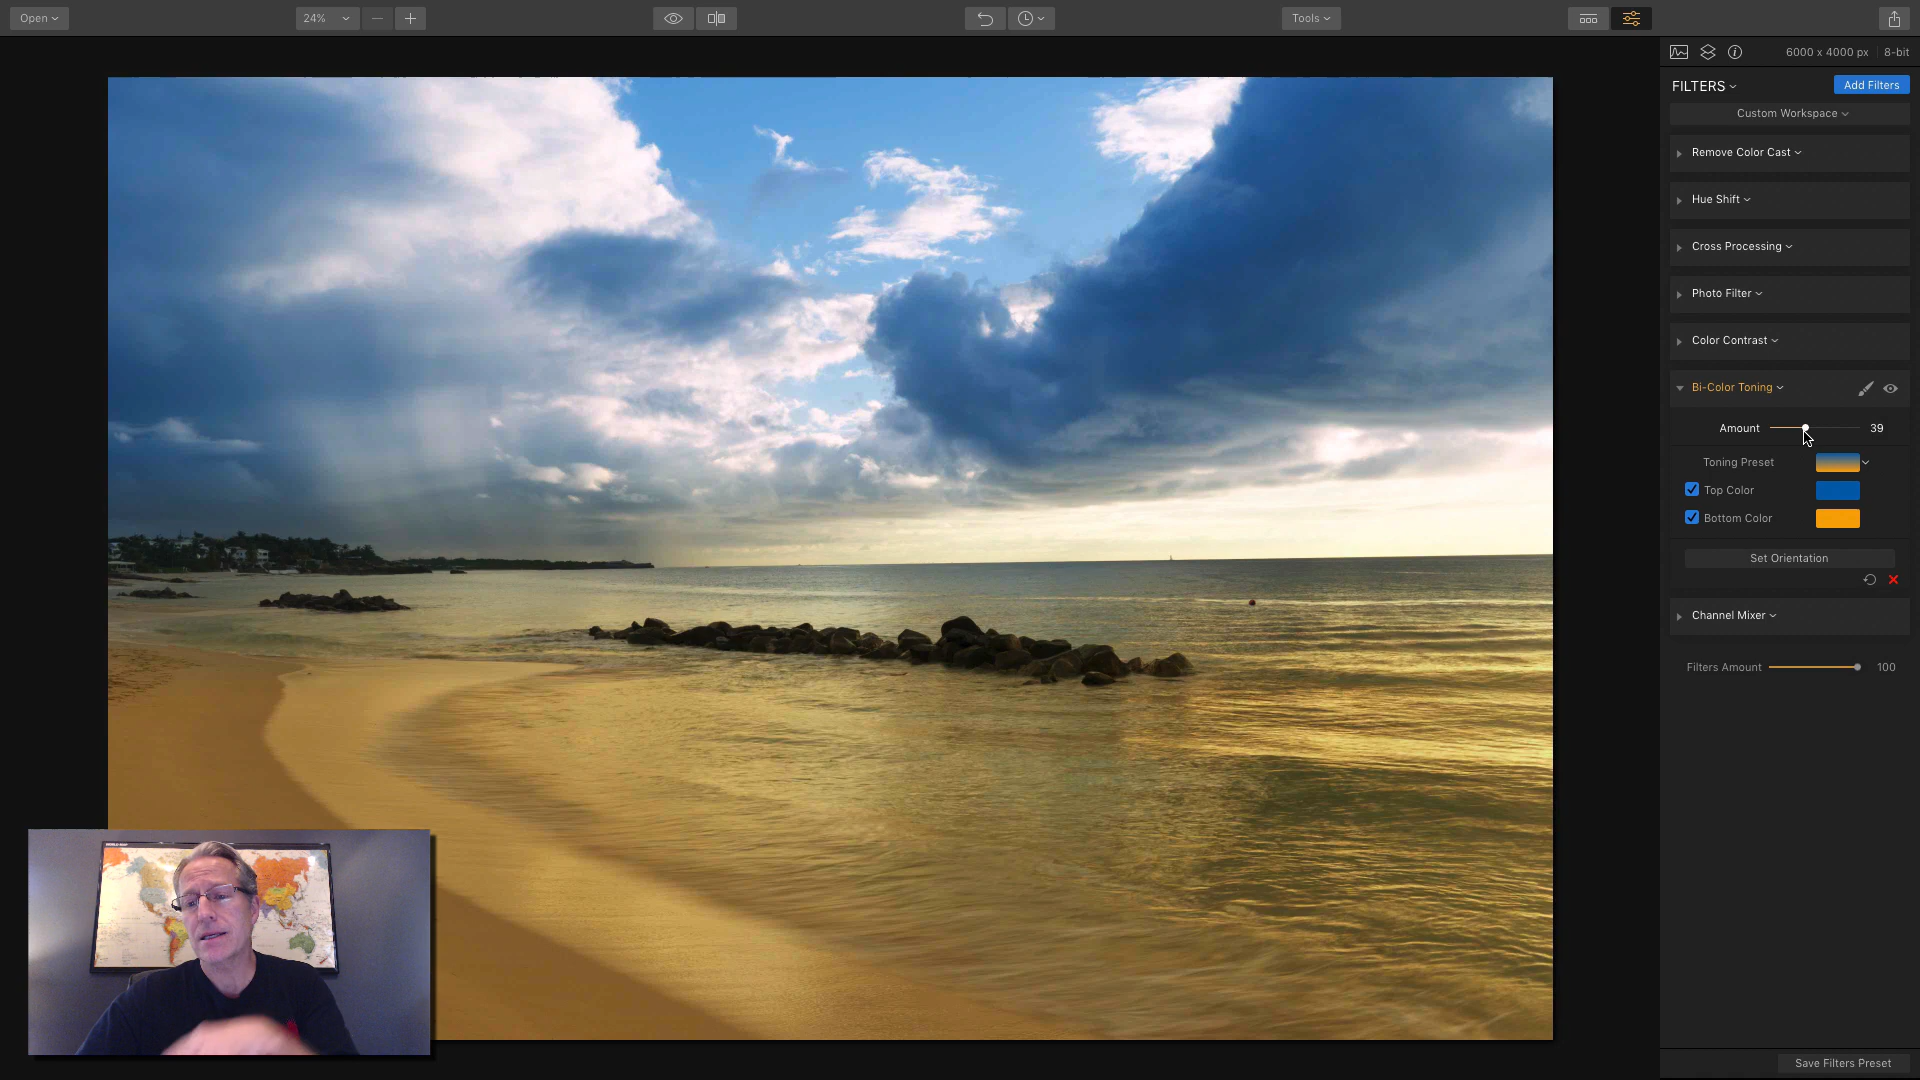 Open
24%
Tools
6000 x 4000 px
8-bit
FILTERS
Add Filters
Custom Workspace
Remove Color Cast
Hue Shift
Cross Processing
Photo Filter
Color Contrast
Bi-Color Toning
Amount 39
Toning Preset
Top Color
Bottom Color
Set Orientation
Channel Mixer
Filters Amount 100
WORLD MAP
Save Filters Preset